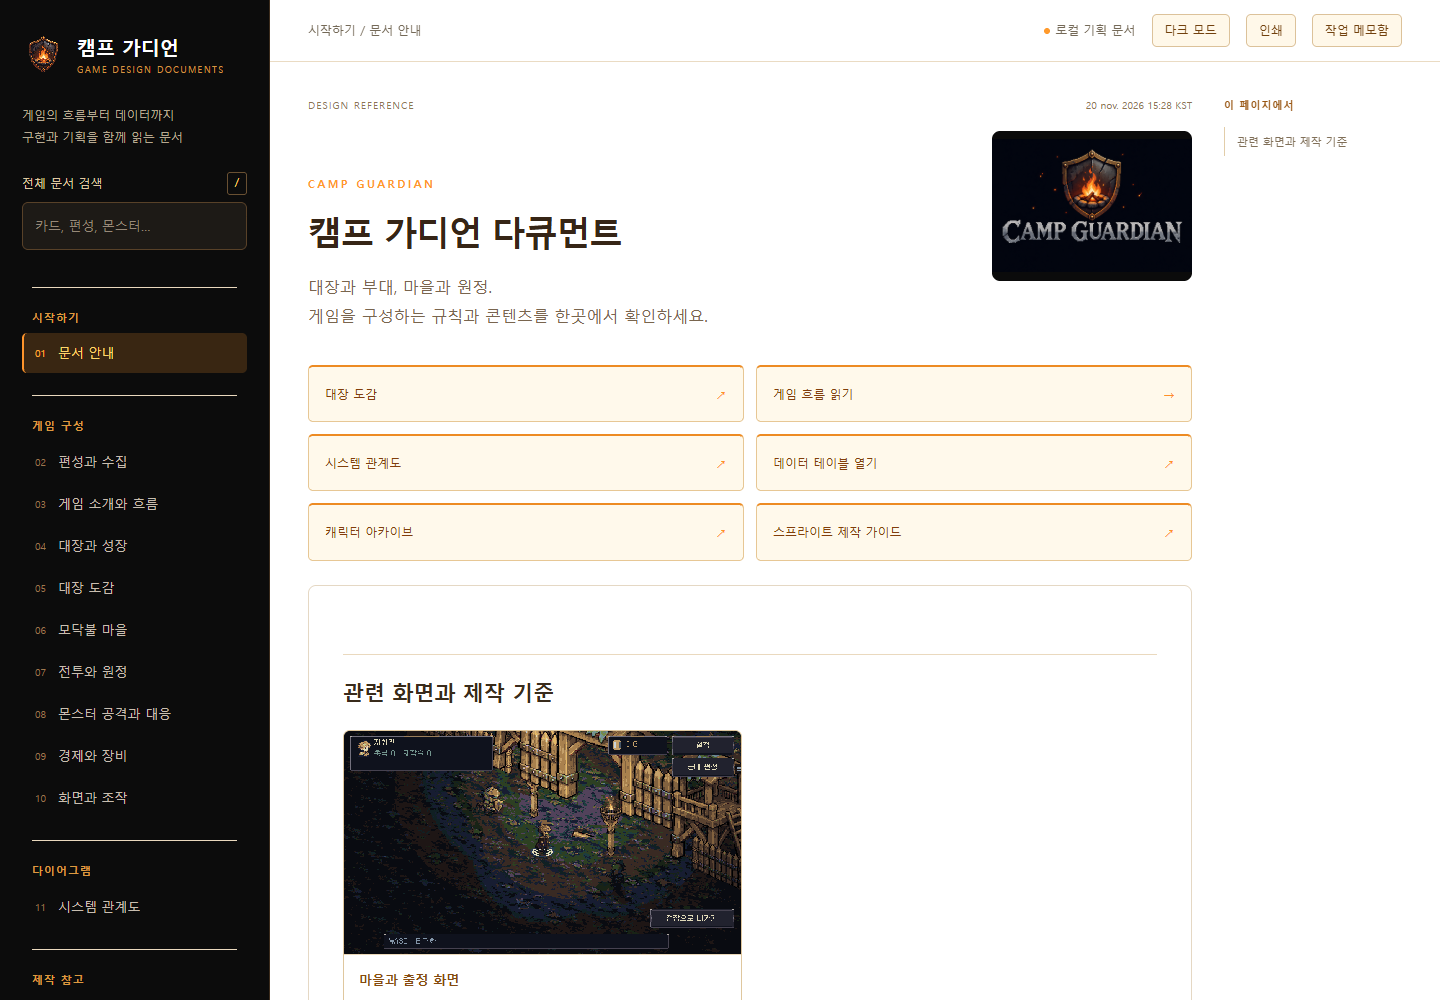 캠프 가디언
GAME DESIGN DOCUMENTS
게임의 흐름부터 데이터까지
구현과 기획을 함께 읽는 문서
전체 문서 검색 /
카드, 편성, 몬스터...
시작하기
01 문서 안내
게임 구성
02 편성과 수집
03 게임 소개와 흐름
04 대장과 성장
05 대장 도감
06 모닥불 마을
07 전투와 원정
08 몬스터 공격과 대응
09 경제와 장비
10 화면과 조작
다이어그램
11 시스템 관계도
제작 참고
시작하기 / 문서 안내
로컬 기획 문서
다크 모드
인쇄
작업 메모함
DESIGN REFERENCE
20 nov. 2026 15:28 KST
CAMP GUARDIAN
캠프 가디언 다큐먼트
대장과 부대, 마을과 원정.
게임을 구성하는 규칙과 콘텐츠를 한곳에서 확인하세요.
CAMP GUARDIAN
대장 도감 ↗
게임 흐름 읽기 →
시스템 관계도 ↗
데이터 테이블 열기 ↗
캐릭터 아카이브 ↗
스프라이트 제작 가이드 ↗
관련 화면과 제작 기준
마을과 출정 화면
이 페이지에서
관련 화면과 제작 기준